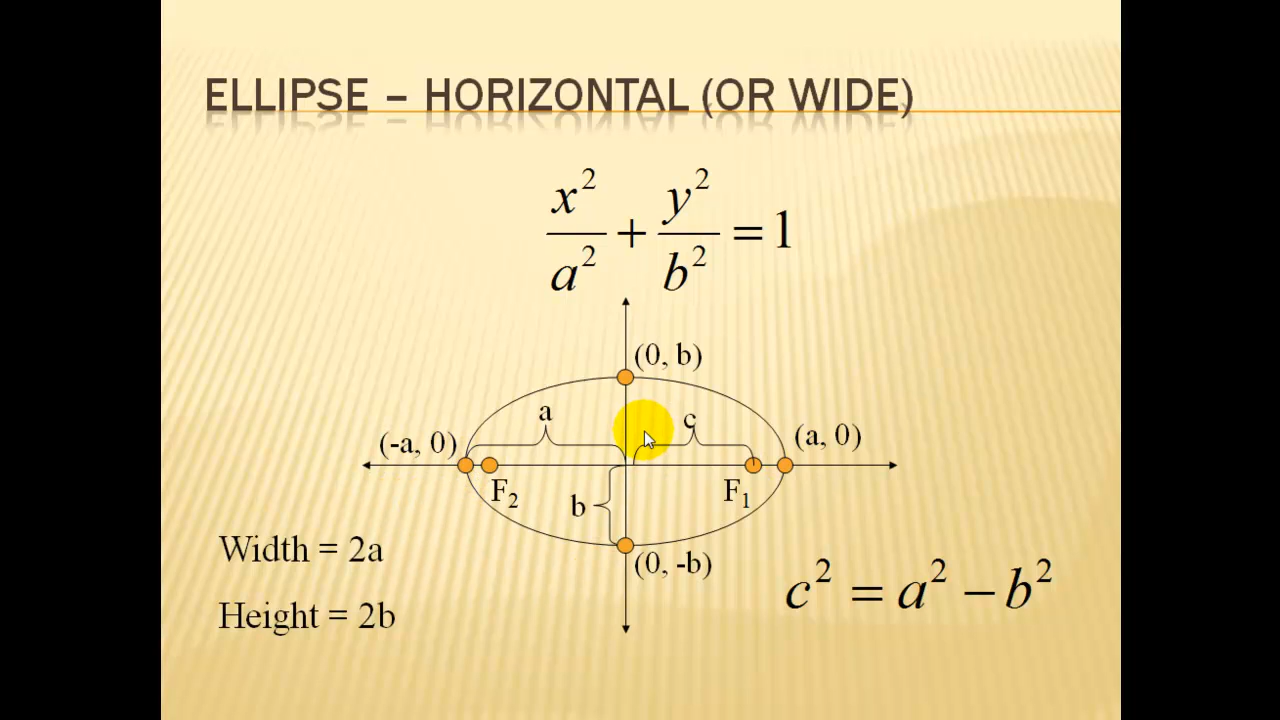 ELLIPSE – HORIZONTAL (OR WIDE)
x² / a² + y² / b² = 1
(0, b)
a
c
(-a, 0)
(a, 0)
F₂
F₁
b
(0, -b)
Width = 2a
Height = 2b
c² = a² − b²